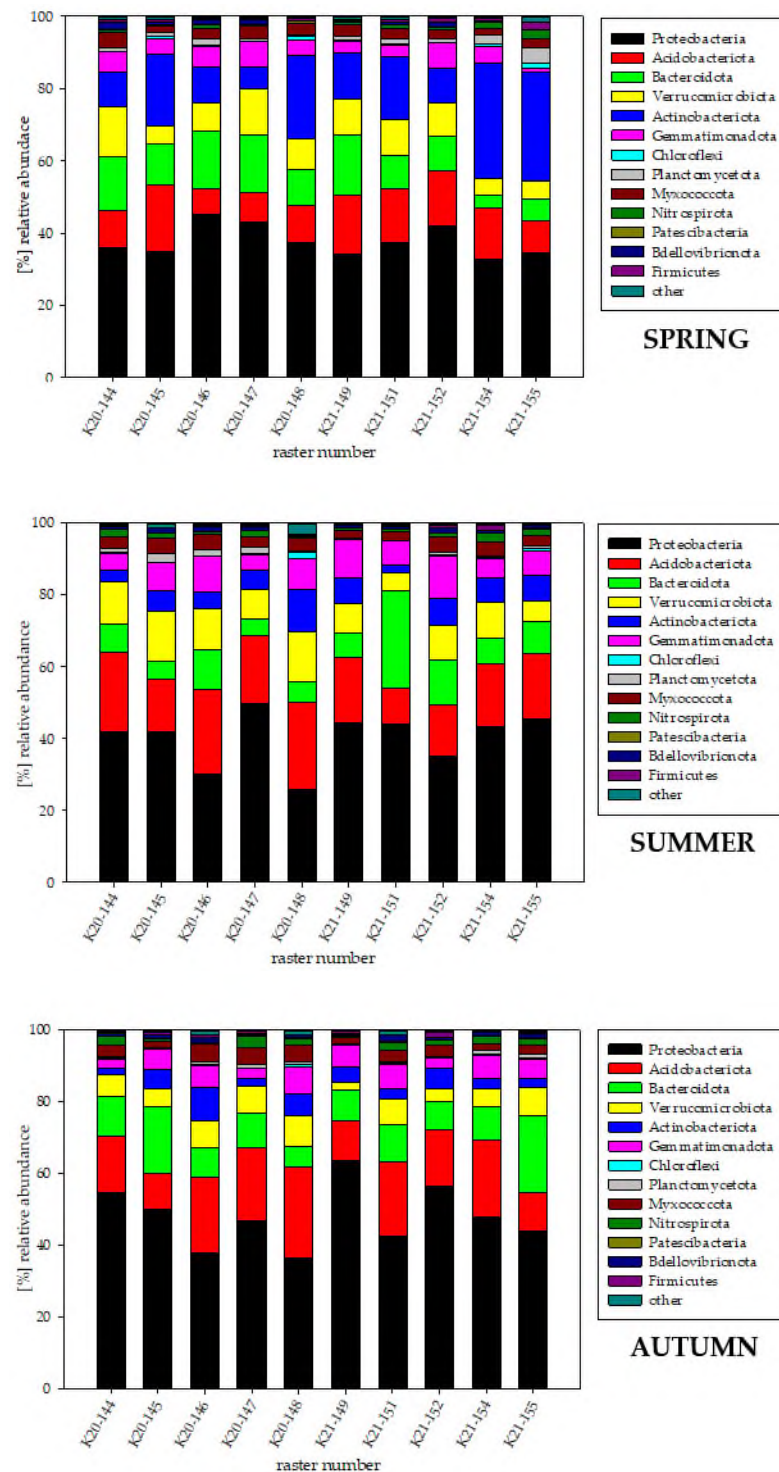 100
80
60
40
20
0
[%] relative abundace
K20-144
K20-145
K20-146
K20-147
K20-148
K21-149
K21-151
K21-152
K21-154
K21-155
raster number
Proteobacteria
Acidobacteriota
Bacteroidota
Verrucomicrobiota
Actinobacteriota
Gemmatimonadota
Chloroflexi
Planctomycetota
Myxococcota
Nitrospirota
Patescibacteria
Bdellovibrionota
Firmicutes
other
SPRING
100
80
60
40
20
0
[%] relative abundance
K20-144
K20-145
K20-146
K20-147
K20-148
K21-149
K21-151
K21-152
K21-154
K21-155
raster number
Proteobacteria
Acidobacteriota
Bacteroidota
Verrucomicrobiota
Actinobacteriota
Gemmatimonadota
Chloroflexi
Planctomycetota
Myxococcota
Nitrospirota
Patescibacteria
Bdellovibrionota
Firmicutes
other
SUMMER
100
80
60
40
20
0
[%] relative abundance
K20-144
K20-145
K20-146
K20-147
K20-148
K21-149
K21-151
K21-152
K21-154
K21-155
raster number
Proteobacteria
Acidobacteriota
Bacteroidota
Verrucomicrobiota
Actinobacteriota
Gemmatimonadota
Chloroflexi
Planctomycetota
Myxococcota
Nitrospirota
Patescibacteria
Bdellovibrionota
Firmicutes
other
AUTUMN